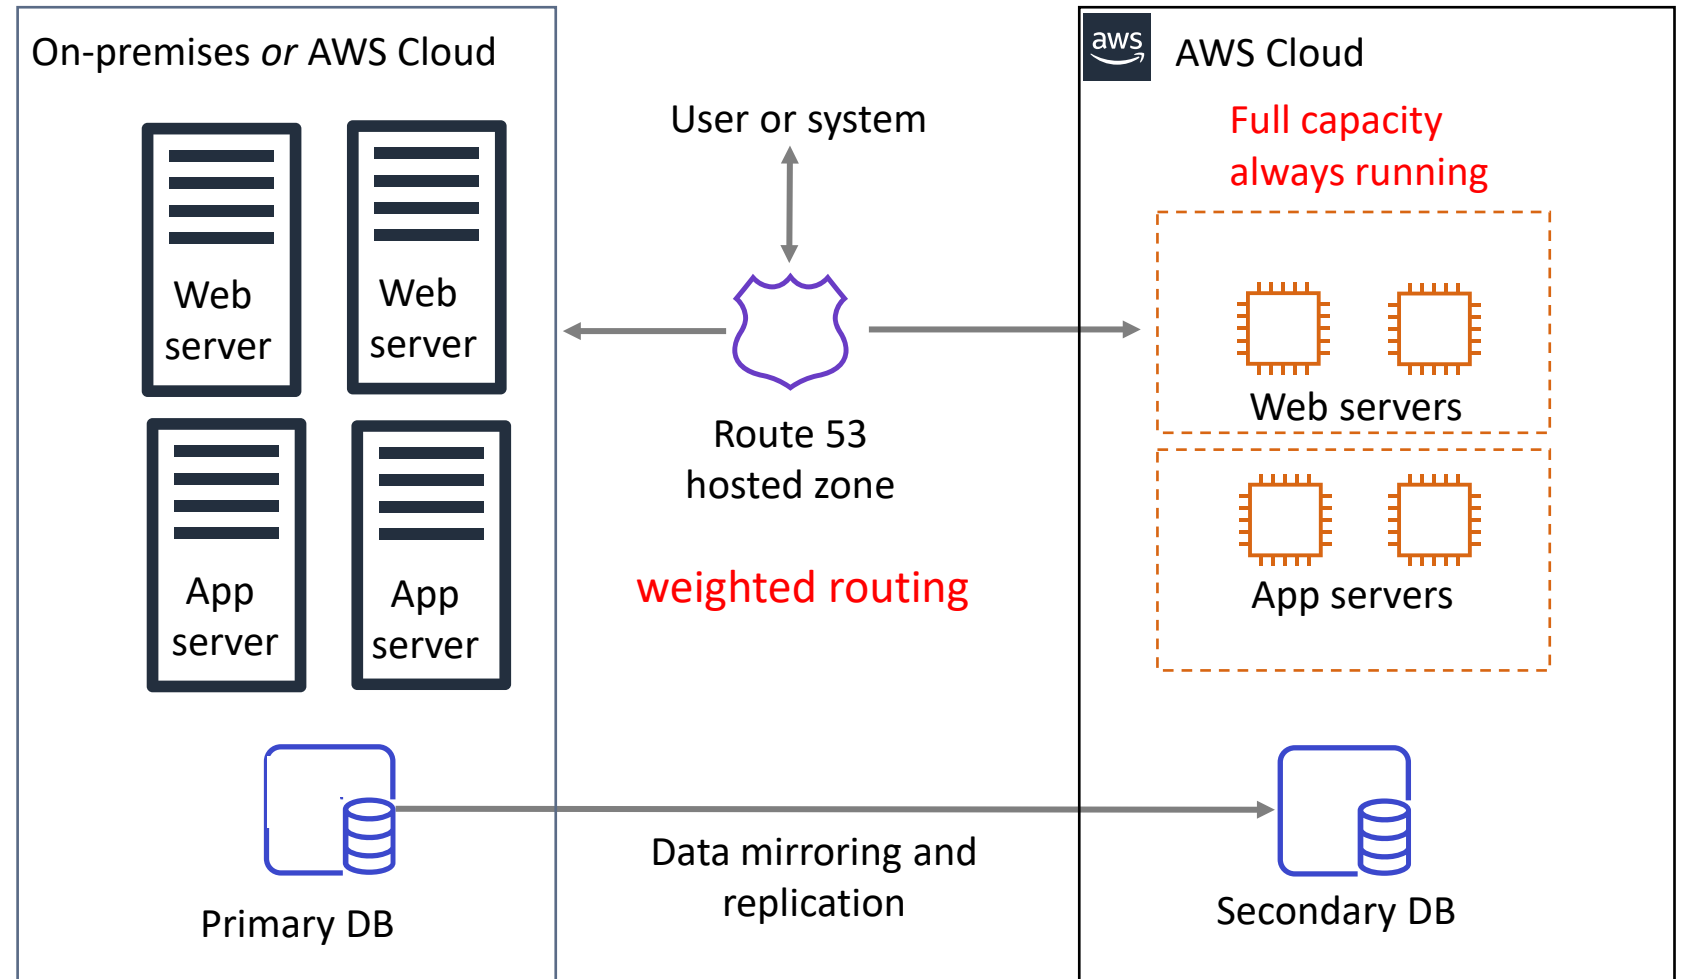 On-premises or AWS Cloud
Web
server
Web
server
App
server
App
server
Primary DB
User or system
Route 53
hosted zone
weighted routing
Data mirroring and
replication
aws
AWS Cloud
Full capacity
always running
Web servers
App servers
Secondary DB